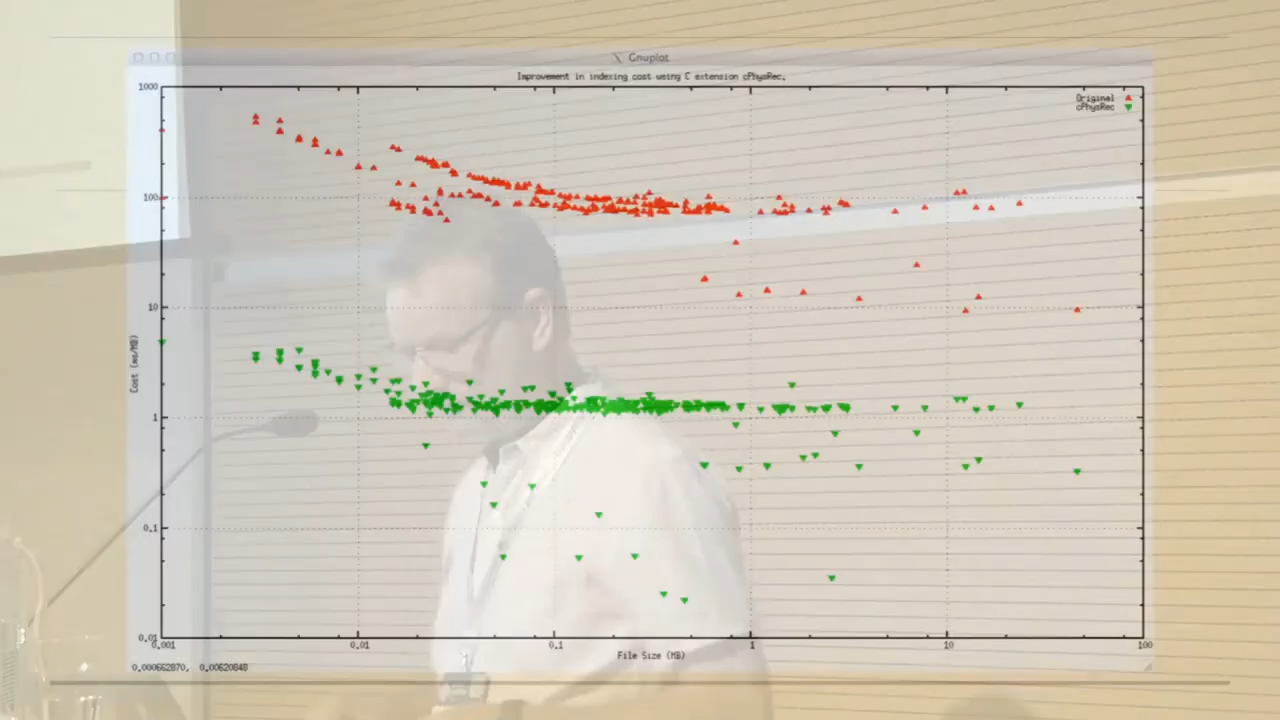 Gnuplot
Improvement in indexing cost using C extension cPhysRec.
1000
Original
cPhysRec
100
10
Cost (ms/MB)
1
0.1
0.01
0.001 0.01 0.1 1 10 100
File Size (MB)
0.000662870, 0.00620848